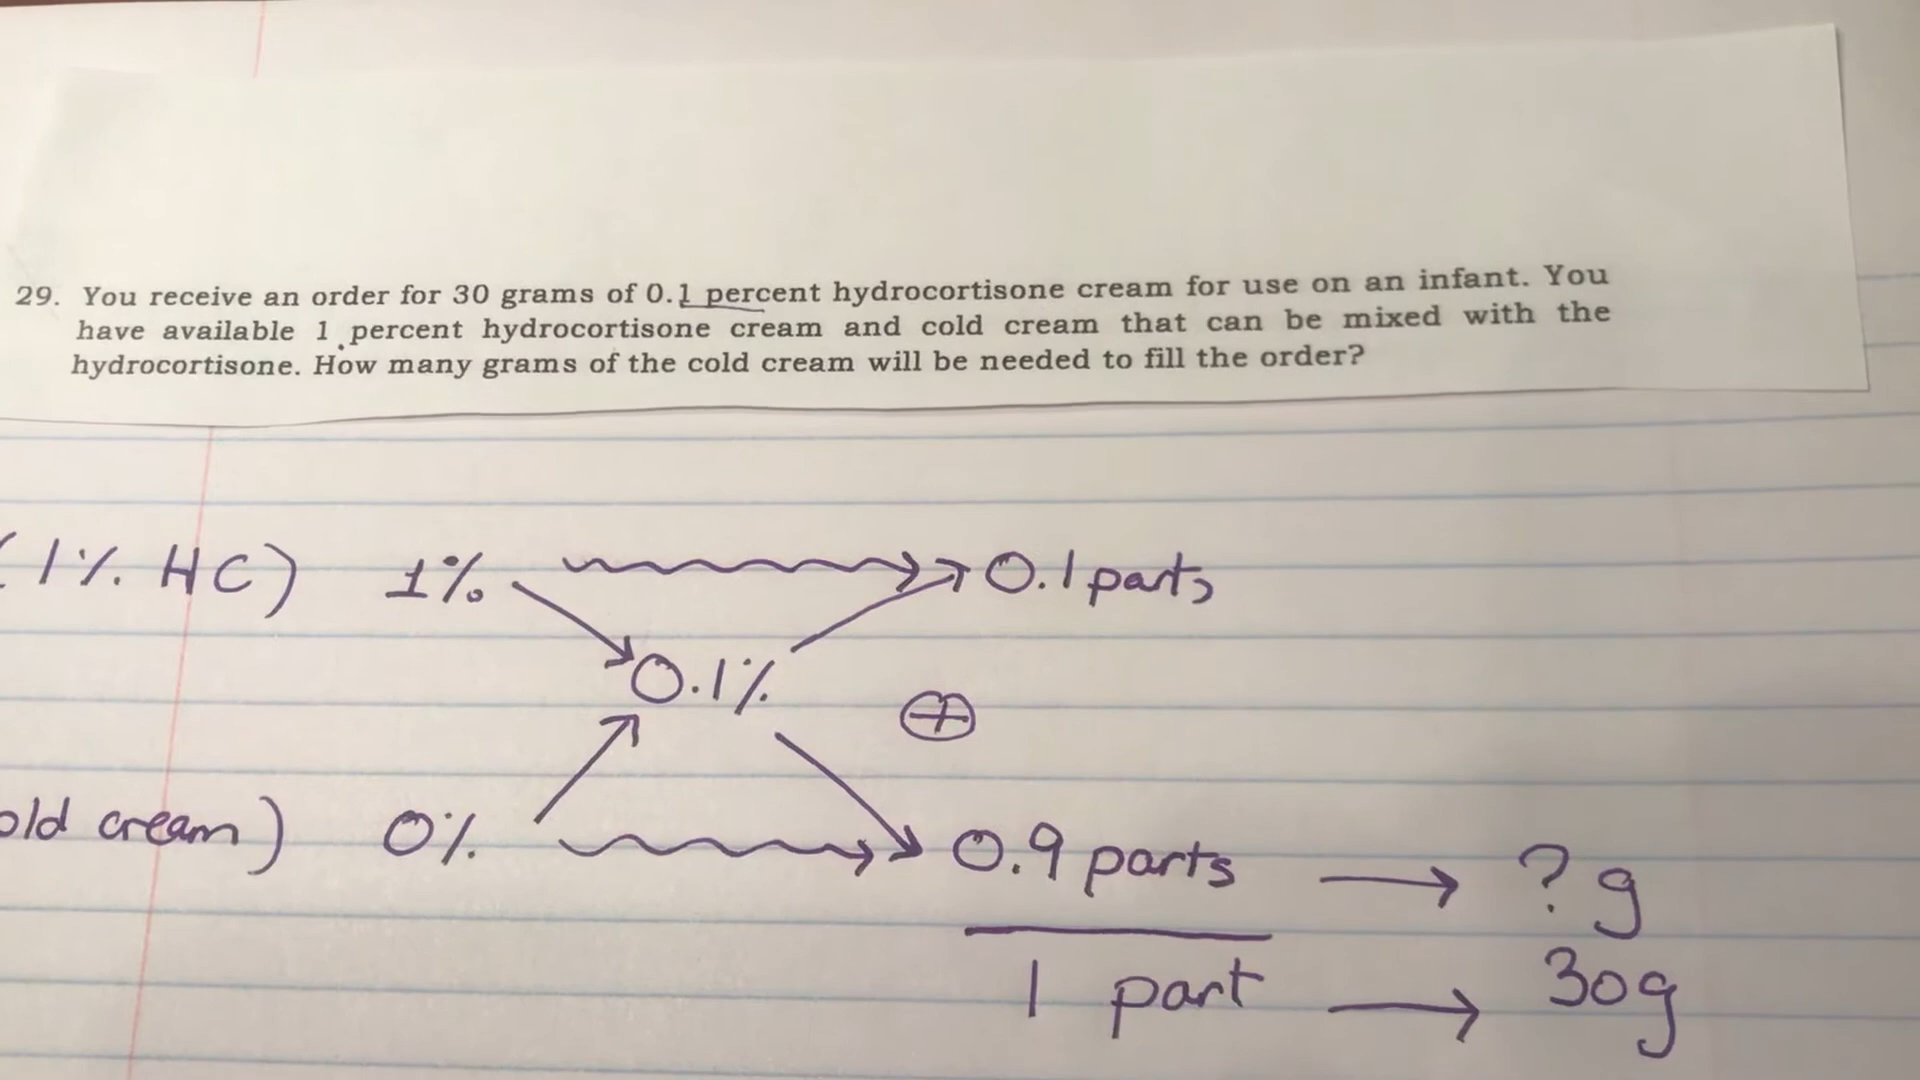 29. You receive an order for 30 grams of 0.1 percent hydrocortisone cream for use on an infant. You
have available 1 percent hydrocortisone cream and cold cream that can be mixed with the
hydrocortisone. How many grams of the cold cream will be needed to fill the order?
(1% HC) 1% 0.1 parts
0.1%
+
old cream) 0% 0.9 parts → ? g
1 part → 30g